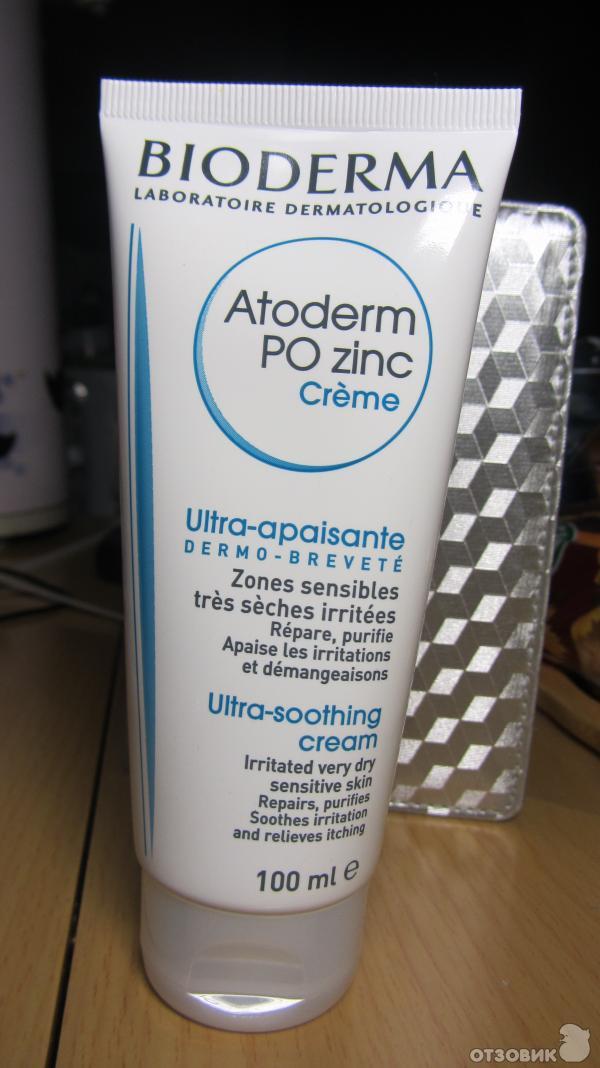 BIODERMA
LABORATOIRE DERMATOLOGIQUE
Atoderm
PO zinc
Crème
Ultra-apaisante
DERMO-BREVETÉ
Zones sensibles
très sèches irritées
Répare, purifie
Apaise les irritations
et démangeaisons
Ultra-soothing
cream
Irritated very dry
sensitive skin
Repairs, purifies
Soothes irritation
and relieves itching
100 ml e
ОТЗОВИК